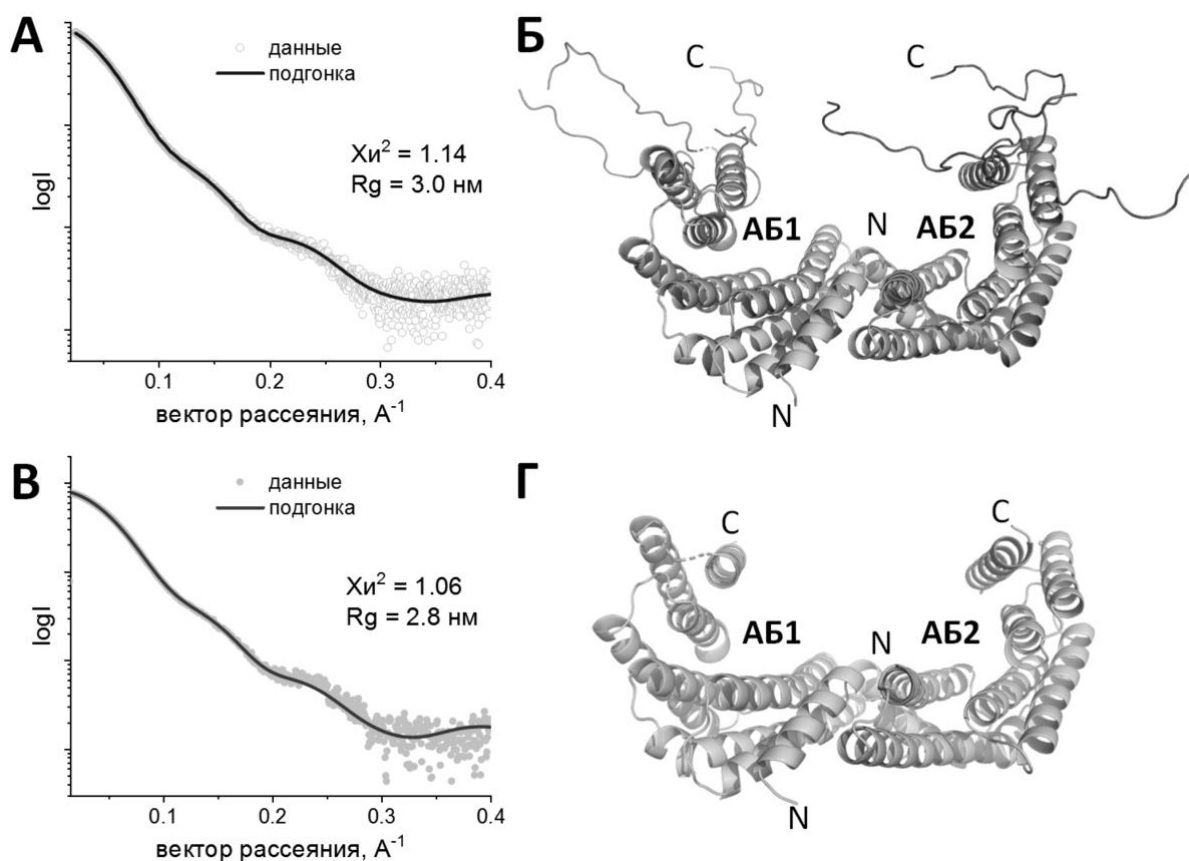 А
данные
подгонка
Хи² = 1.14
Rg = 3.0 нм
logI
0.1 0.2 0.3 0.4
вектор рассеяния, А⁻¹
Б
C
C
АБ1
N
АБ2
N
В
данные
подгонка
Хи² = 1.06
Rg = 2.8 нм
logI
0.1 0.2 0.3 0.4
вектор рассеяния, А⁻¹
Г
C
C
АБ1
N
АБ2
N